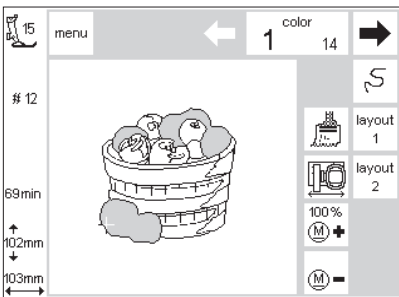 15
menu
color
1 14
# 12
layout
1
layout
2
69min
100%
M +
102mm
103mm
M -